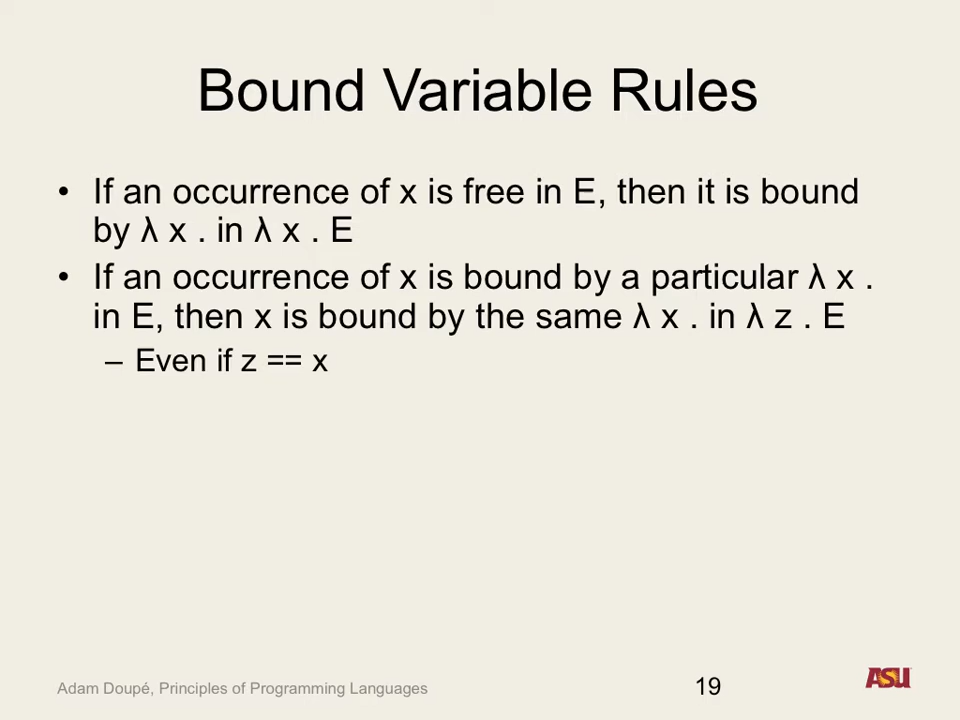 Bound Variable Rules
• If an occurrence of x is free in E, then it is bound
by λ x . in λ x . E
• If an occurrence of x is bound by a particular λ x .
in E, then x is bound by the same λ x . in λ z . E
– Even if z == x
Adam Doupé, Principles of Programming Languages
19
ASU